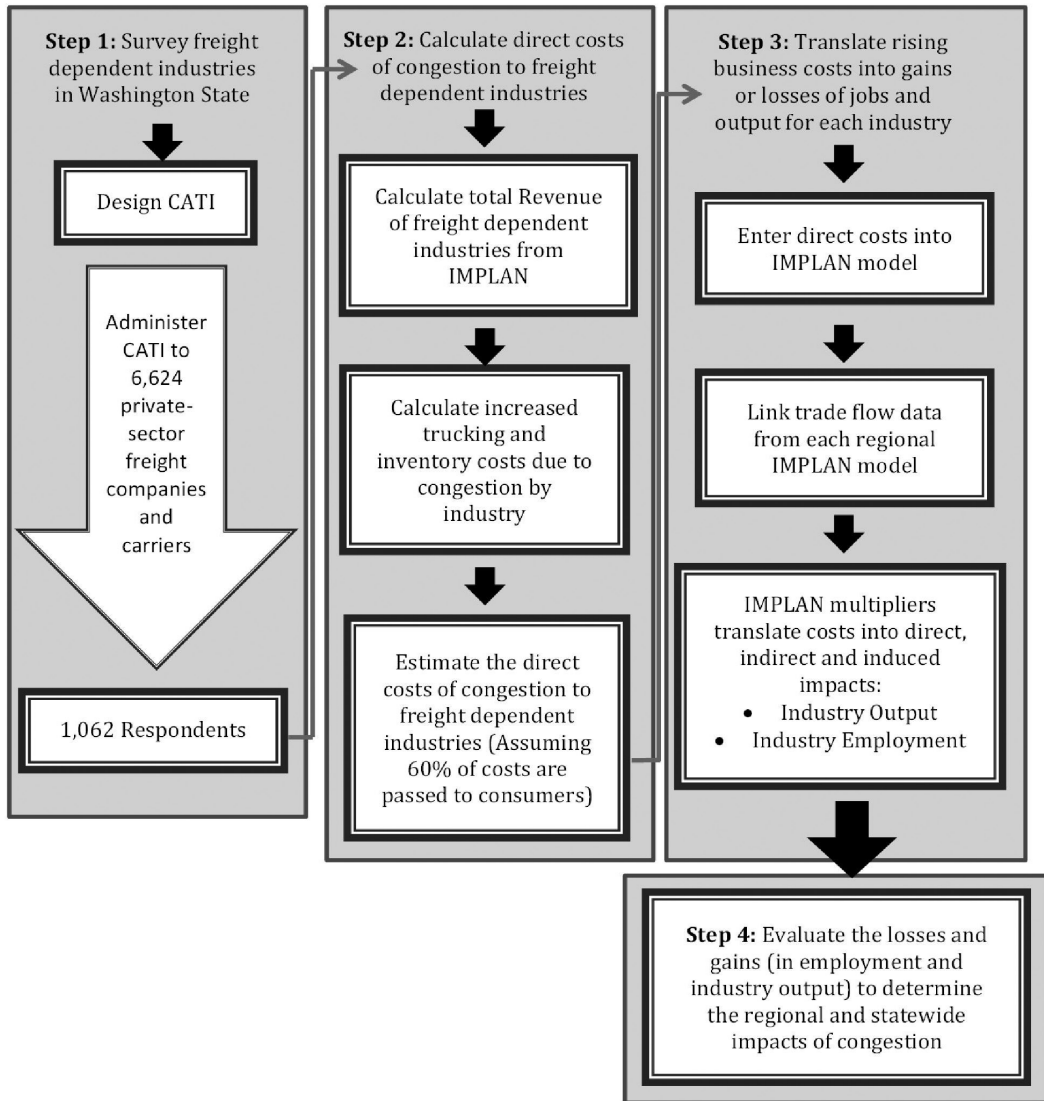 Step 1: Survey freight
dependent industries
in Washington State
Design CATI
Administer
CATI to
6,624
private-
sector
freight
companies
and
carriers
1,062 Respondents
Step 2: Calculate direct costs
of congestion to freight
dependent industries
Calculate total Revenue
of freight dependent
industries from
IMPLAN
Calculate increased
trucking and
inventory costs due to
congestion by
industry
Estimate the direct
costs of congestion to
freight dependent
industries (Assuming
60% of costs are
passed to consumers)
Step 3: Translate rising
business costs into gains
or losses of jobs and
output for each industry
Enter direct costs into
IMPLAN model
Link trade flow data
from each regional
IMPLAN model
IMPLAN multipliers
translate costs into direct,
indirect and induced
impacts:
• Industry Output
• Industry Employment
Step 4: Evaluate the losses and
gains (in employment and
industry output) to determine
the regional and statewide
impacts of congestion